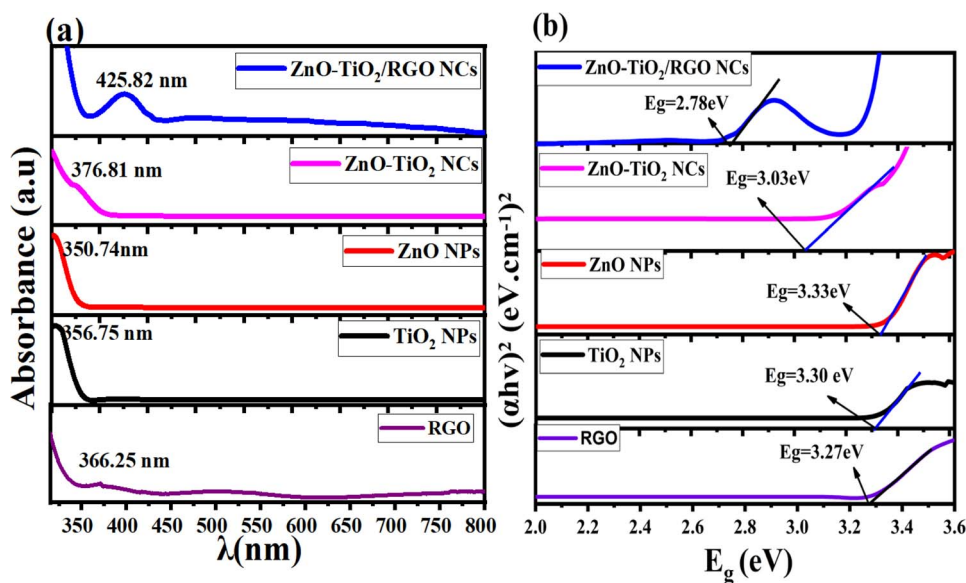 (a)
ZnO-TiO₂/RGO NCs
425.82 nm
ZnO-TiO₂ NCs
376.81 nm
ZnO NPs
350.74nm
TiO₂ NPs
356.75 nm
RGO
366.25 nm
350 400 450 500 550 600 650 700 750 800
λ(nm)
Absorbance (a.u)
(b)
ZnO-TiO₂/RGO NCs
Eg=2.78eV
ZnO-TiO₂ NCs
Eg=3.03eV
ZnO NPs
Eg=3.33eV
TiO₂ NPs
Eg=3.30 eV
RGO
Eg=3.27eV
2.0 2.2 2.4 2.6 2.8 3.0 3.2 3.4 3.6
E_g (eV)
(αhν)² (eV.cm⁻¹)²